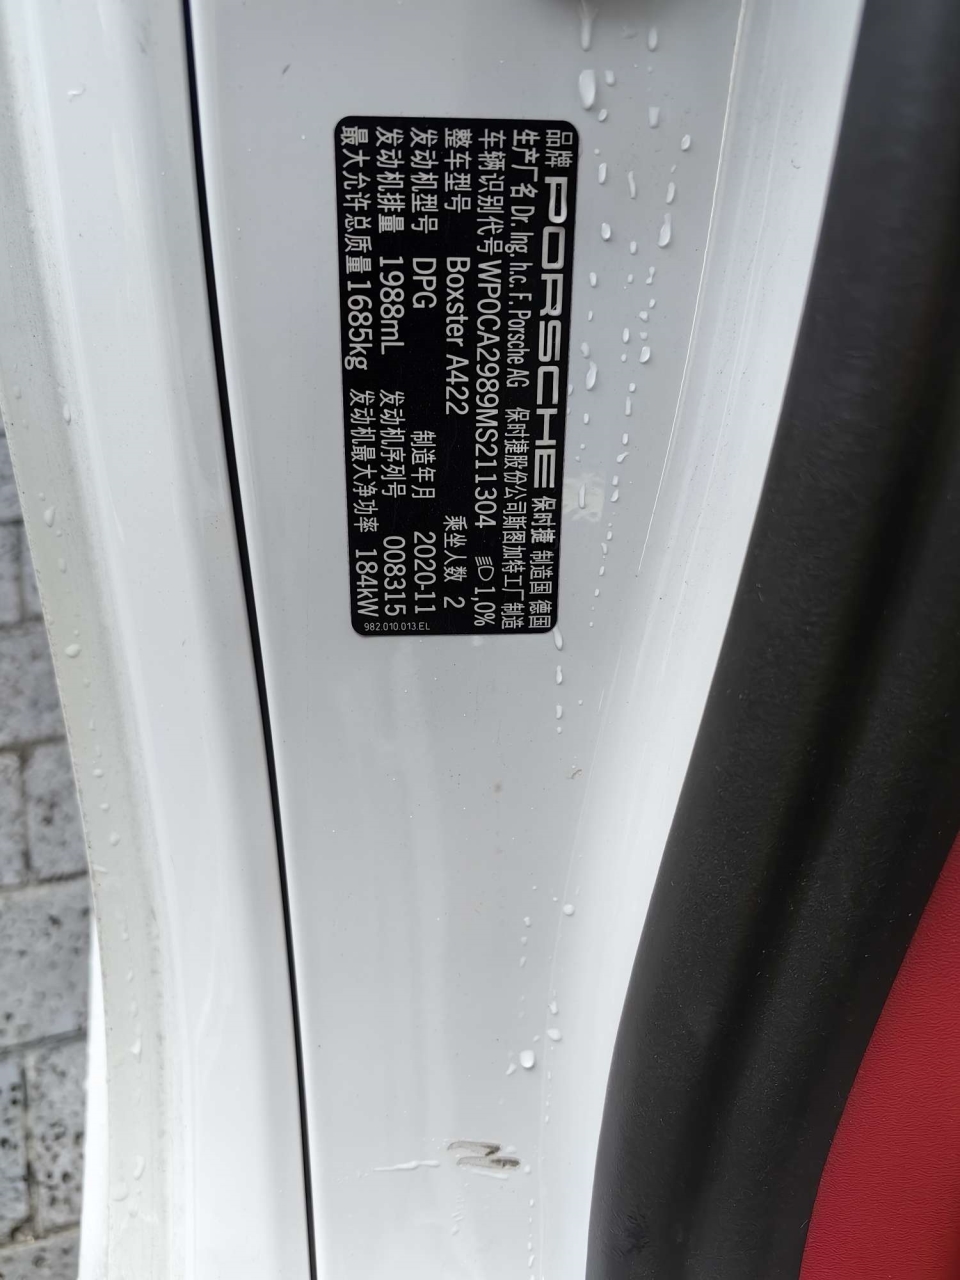 品牌 PORSCHE 保时捷 制造国 德国
生产厂名 Dr. Ing. h.c. F. Porsche AG 保时捷股份公司斯图加特工厂制造
车辆识别代号 WP0CA2989MS211304 1,0%
整车型号 Boxster A422 乘坐人数 2
发动机型号 DPG 制造年月 2020-11
发动机排量 1988mL 发动机序列号 008315
最大允许总质量 1685kg 发动机最大净功率 184kW
982.010.013.EL